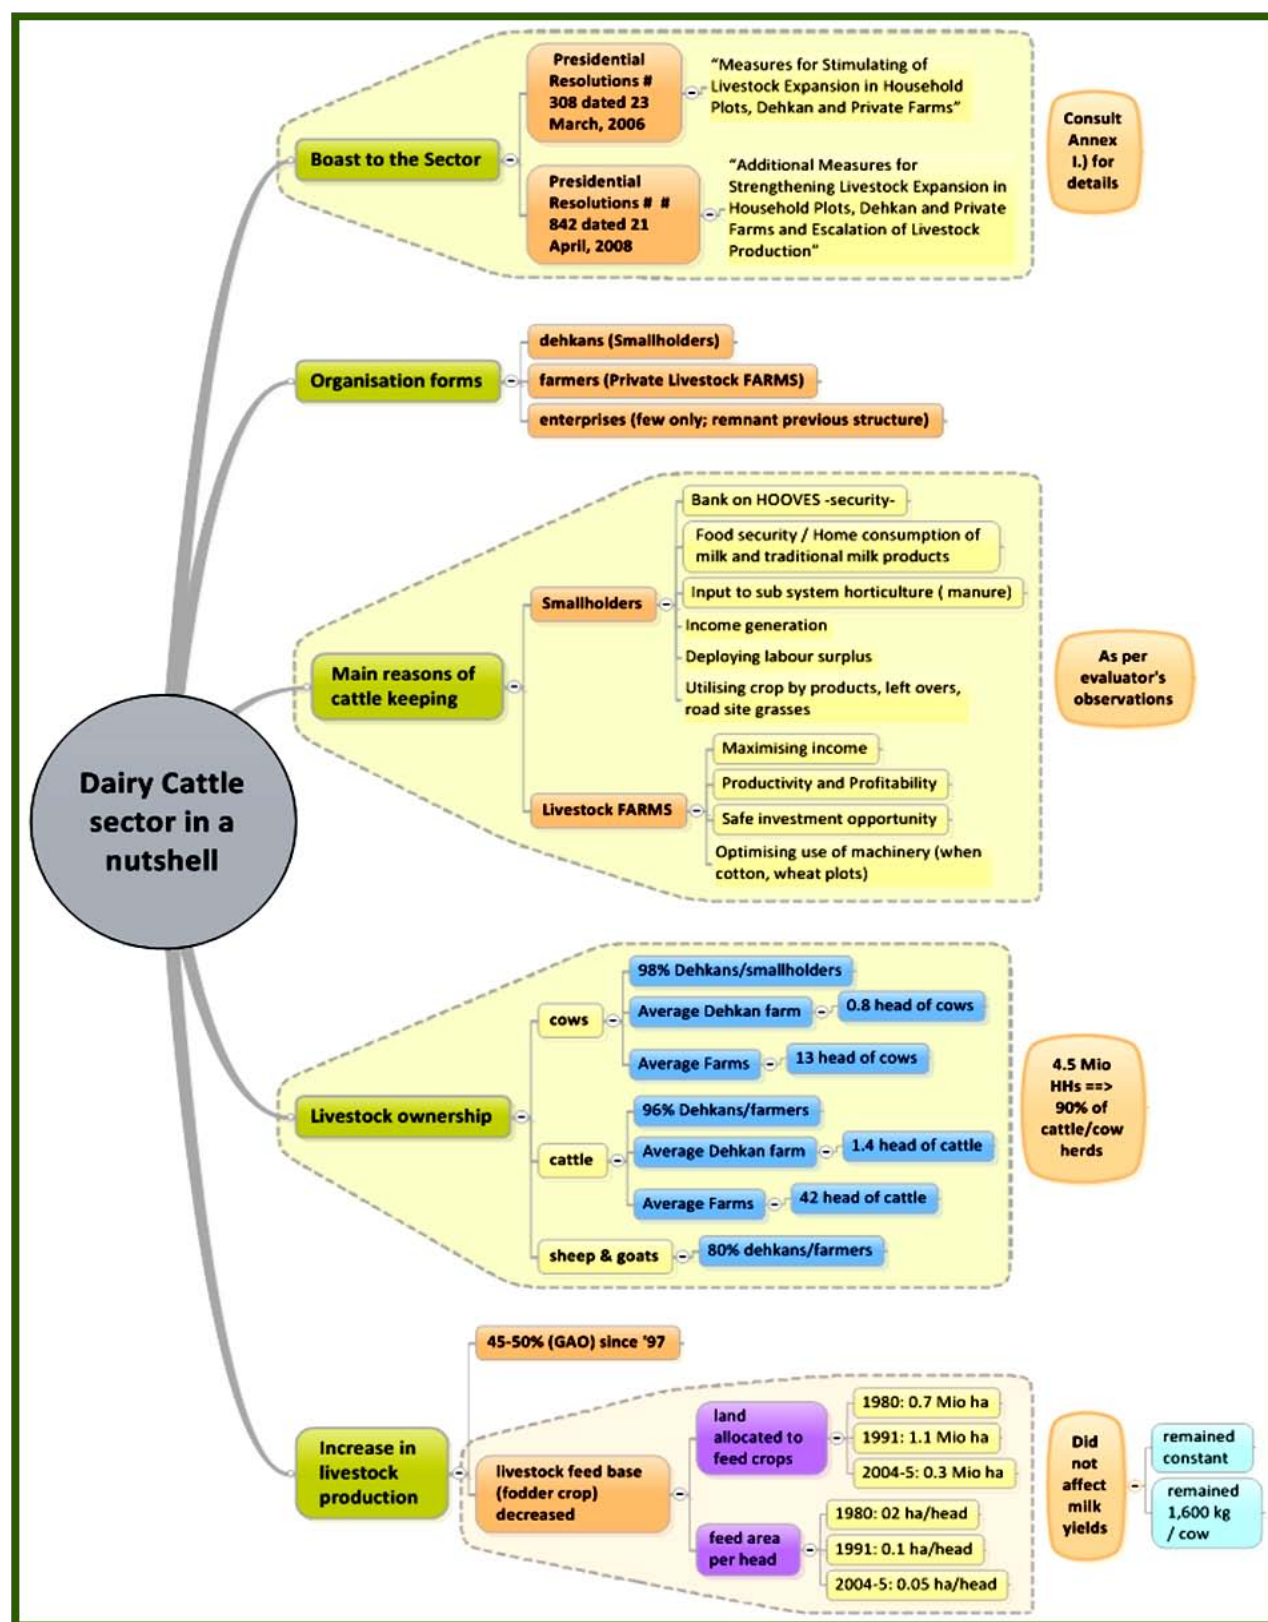 Dairy Cattle
sector in a
nutshell
Boast to the Sector
Presidential
Resolutions #
308 dated 23
March, 2006
“Measures for Stimulating of
Livestock Expansion in Household
Plots, Dehkan and Private Farms”
Presidential
Resolutions # #
842 dated 21
April, 2008
“Additional Measures for
Strengthening Livestock Expansion in
Household Plots, Dehkan and Private
Farms and Escalation of Livestock
Production”
Consult
Annex
I.) for
details
Organisation forms
dehkans (Smallholders)
farmers (Private Livestock FARMS)
enterprises (few only; remnant previous structure)
Main reasons of
cattle keeping
Smallholders
Bank on HOOVES -security-
Food security / Home consumption of
milk and traditional milk products
Input to sub system horticulture ( manure)
Income generation
Deploying labour surplus
Utilising crop by products, left overs,
road site grasses
Livestock FARMS
Maximising income
Productivity and Profitability
Safe investment opportunity
Optimising use of machinery (when
cotton, wheat plots)
As per
evaluator's
observations
Livestock ownership
cows
98% Dehkans/smallholders
Average Dehkan farm
0.8 head of cows
Average Farms
13 head of cows
cattle
96% Dehkans/farmers
Average Dehkan farm
1.4 head of cattle
Average Farms
42 head of cattle
sheep & goats
80% dehkans/farmers
4.5 Mio
HHs ==>
90% of
cattle/cow
herds
Increase in
livestock
production
45-50% (GAO) since '97
livestock feed base
(fodder crop)
decreased
land
allocated to
feed crops
1980: 0.7 Mio ha
1991: 1.1 Mio ha
2004-5: 0.3 Mio ha
feed area
per head
1980: 02 ha/head
1991: 0.1 ha/head
2004-5: 0.05 ha/head
Did
not
affect
milk
yields
remained
constant
remained
1,600 kg
/ cow